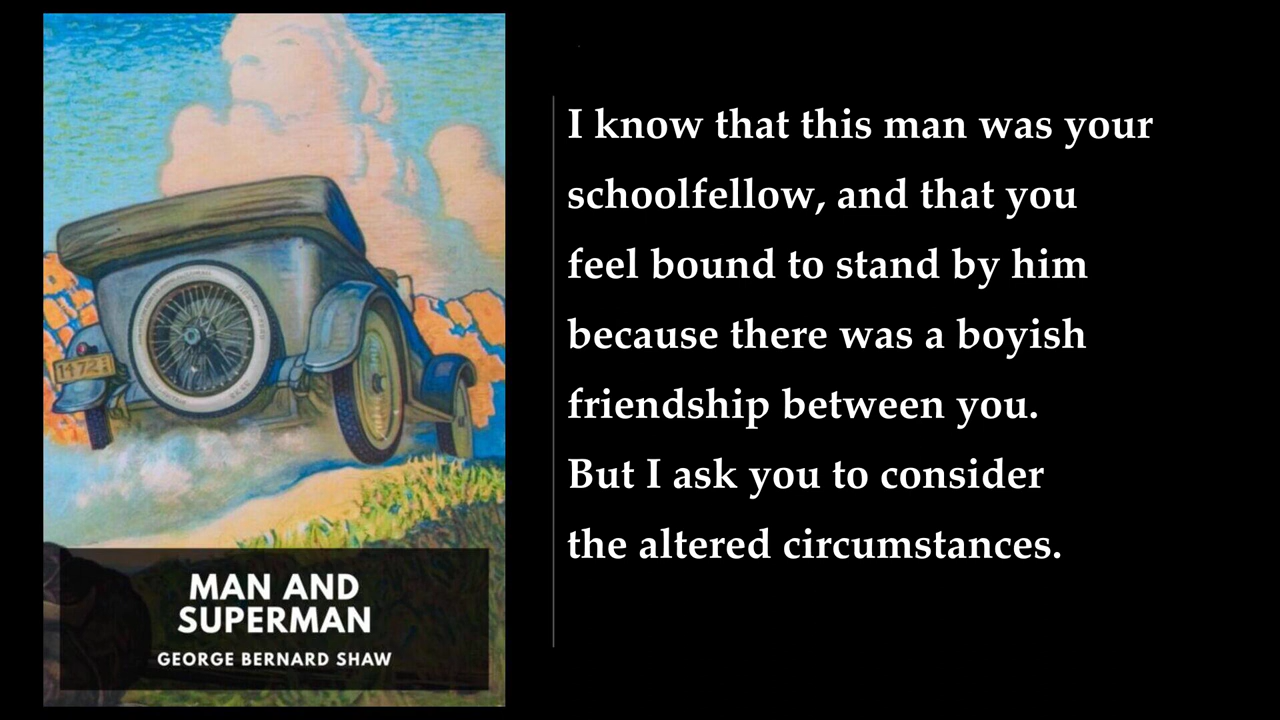 I know that this man was your
schoolfellow, and that you
feel bound to stand by him
because there was a boyish
friendship between you.
But I ask you to consider
the altered circumstances.
1472
MAN AND
SUPERMAN
GEORGE BERNARD SHAW